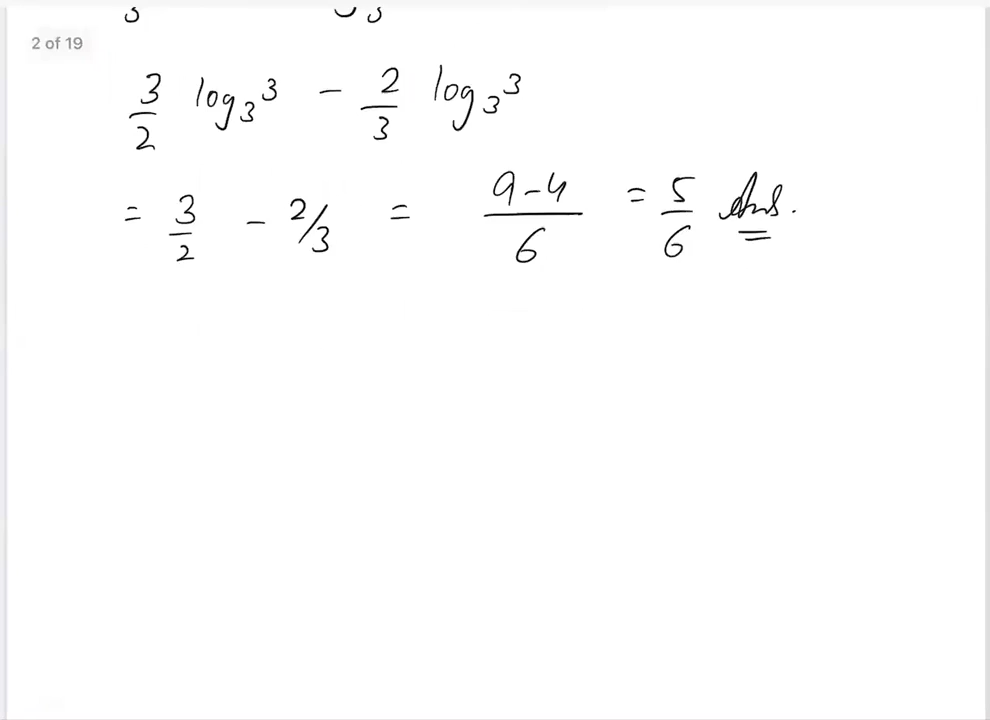 2 of 19
3/2 log₃3 - 2/3 log₃3
= 3/2 - 2/3 = (9-4)/6 = 5/6 Ans.